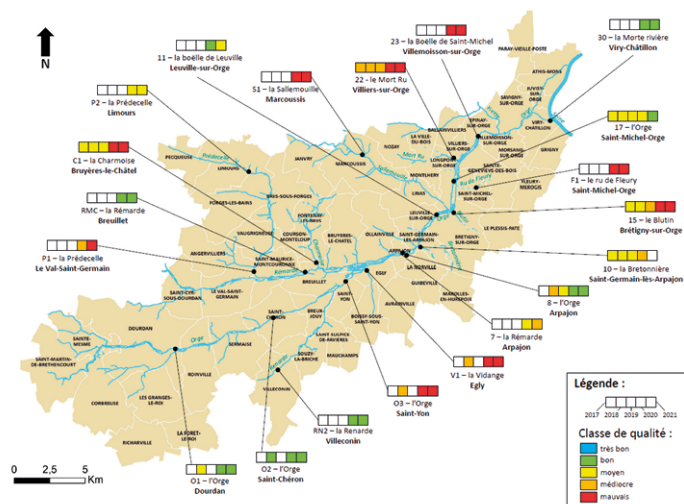 23 – la Boëlle de Saint-Michel
Villemoisson-sur-Orge
30 – la Morte rivière
Viry-Châtillon
11 – la boëlle de Leuville
Leuville-sur-Orge
22 - le Mort Ru
Villiers-sur-Orge
S1 – la Sallemouille
Marcoussis
P2 – la Prédecelle
Limours
17 – l'Orge
Saint-Michel-Orge
C1 – la Charmoise
Bruyères-le-Châtel
F1 – le ru de Fleury
Saint-Michel-Orge
RMC – la Rémarde
Breuillet
15 – le Blutin
Brétigny-sur-Orge
P1 – la Prédecelle
Le Val-Saint-Germain
10 – la Bretonnière
Saint-Germain-lès-Arpajon
8 – l'Orge
Arpajon
7 – la Rémarde
Arpajon
V1 – la Vidange
Egly
O3 – l'Orge
Saint-Yon
RN2 – la Renarde
Villeconin
O2 – l'Orge
Saint-Chéron
O1 – l'Orge
Dourdan
N
PARAY-VIEILLE-POSTE
ATHIS-MONS
JUVISY-
SUR-ORGE
SAVIGNY-
SUR-ORGE
VIRY-
CHATILLON
GRIGNY
EPINAY-
SUR-ORGE
VILLEMOISSON-
SUR-ORGE
MORSANG-
SUR-ORGE
BALLAINVILLIERS
LA VILLE-
DU-BOIS
VILLIERS-
SUR-ORGE
LONGPONT-
SUR-ORGE
SAINTE-
GENEVIEVE-DES-
BOIS
FLEURY-
MEROGIS
SAINT-MICHEL-
SUR-ORGE
NOZAY
MARCOUSSIS
MONTLHERY
LINAS
LEUVILLE-
SUR-ORGE
LE PLESSIS-PATE
BRETIGNY-
SUR-ORGE
JANVRY
PECQUEUSE
LIMOURS
BRIIS-SOUS-FORGES
FORGES-LES-BAINS
FONTENAY-
LES-BRIIS
COURSON-
MONTELOUP
BRUYERES-
LE-CHATEL
OLLAINVILLE
SAINT-GERMAIN-
LES-ARPAJON
ARPAJON
LA NORVILLE
GUIBEVILLE
MAROLLES-
EN-HUREPOIX
VAUGRIGNEUSE
ANGERVILLIERS
SAINT-MAURICE-
MONTCOURONNE
BREUILLET
EGLY
AVRAINVILLE
SAINT-CYR-
SOUS-DOURDAN
LE VAL-SAINT-
GERMAIN
SAINT-
YON
BREUX-
JOUY
BOISSY-SOUS-
SAINT-YON
SAINT-
CHERON
SAINT-SULPICE-
DE-FAVIERES
MAUCHAMPS
SOUZY-
LA-BRICHE
VILLECONIN
SERMAISE
DOURDAN
ROINVILLE
SAINTE-
MESME
SAINT-MARTIN-
DE-BRETHENCOURT
CORBREUSE
LES GRANGES-
LE-ROI
LA FORET-
LE-ROI
RICHARVILLE
Orge
Rémarde
Prédecelle
Sallemouille
Mort Ru
Ru de Fleury
Renarde
0 2,5 5
Km
Légende :
2017 2018 2019 2020 2021
Classe de qualité :
très bon
bon
moyen
médiocre
mauvais